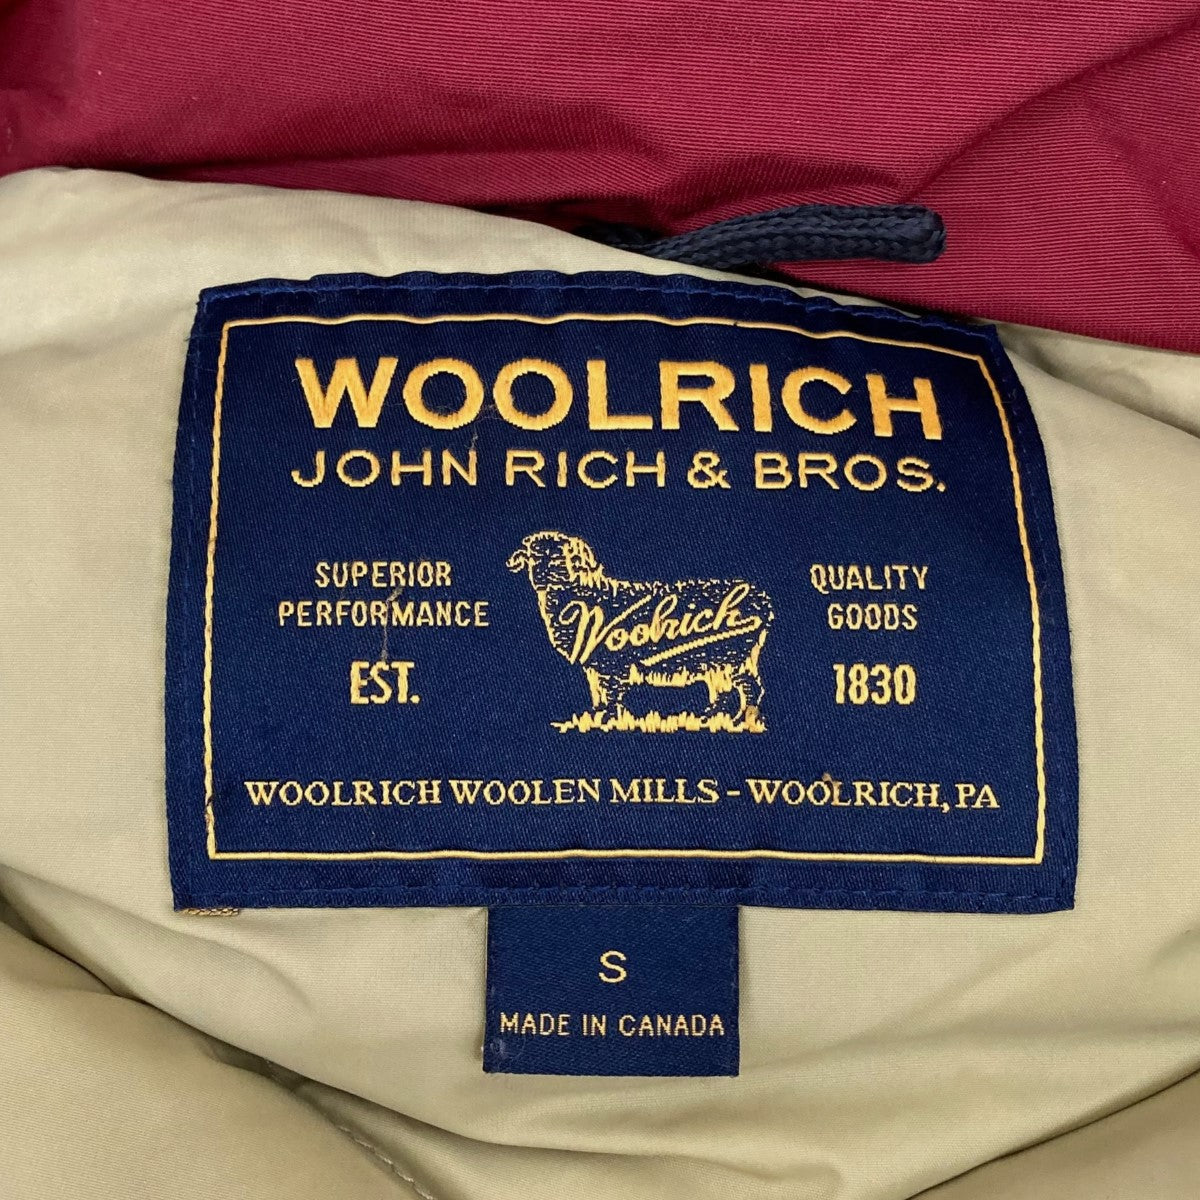 WOOLRICH
JOHN RICH & BROS.
SUPERIOR
PERFORMANCE
EST.
Woolrich
QUALITY
GOODS
1830
WOOLRICH WOOLEN MILLS - WOOLRICH, PA
S
MADE IN CANADA